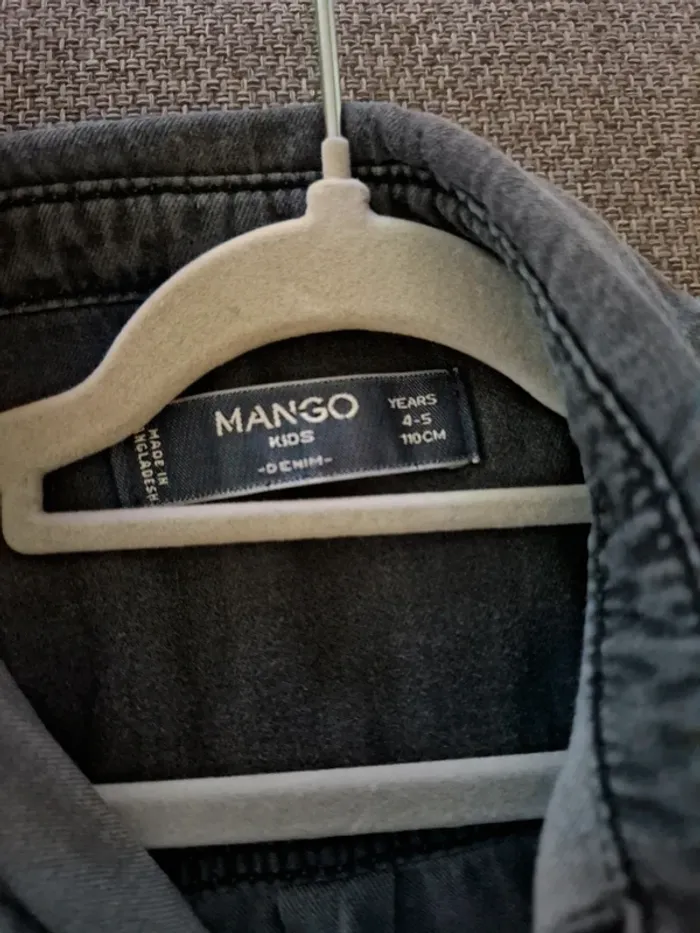 MANGO
KIDS
-DENIM-
YEARS
4-5
110CM
MADE IN